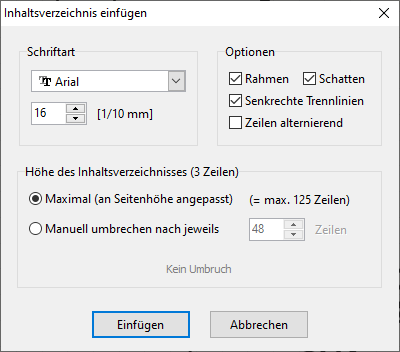 Inhaltsverzeichnis einfügen
Schriftart
Arial
16 [1/10 mm]
Optionen
Rahmen Schatten
Senkrechte Trennlinien
Zeilen alternierend
Höhe des Inhaltsverzeichnisses (3 Zeilen)
Maximal (an Seitenhöhe angepasst) (= max. 125 Zeilen)
Manuell umbrechen nach jeweils 48 Zeilen
Kein Umbruch
Einfügen Abbrechen